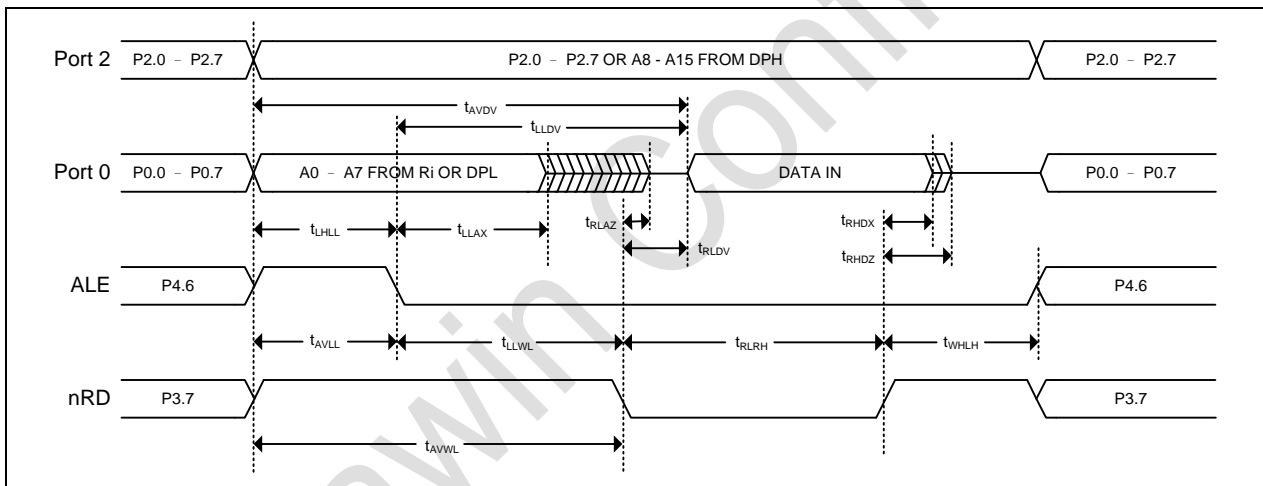 Port 2 P2.0 – P2.7 P2.0 – P2.7 OR A8 - A15 FROM DPH P2.0 – P2.7
tAVDV
tLLDV
Port 0 P0.0 – P0.7 A0 – A7 FROM Ri OR DPL DATA IN P0.0 – P0.7
tLHLL tLLAX tRLAZ tRLDV tRHDX
tRHDZ
ALE P4.6 P4.6
tAVLL tLLWL tRLRH tWHLH
nRD P3.7 P3.7
tAVWL